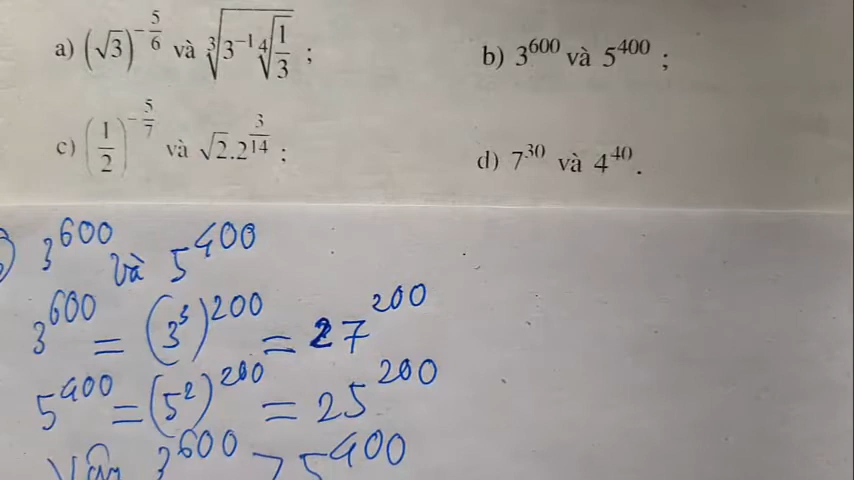 a) (√3)^{-5/6} và ∛(3^{-1} ∜(1/3)) ; b) 3^{600} và 5^{400} ;
c) (1/2)^{-5/7} và √2.2^{3/14} ; d) 7^{30} và 4^{40}.
3^{600} và 5^{400}
3^{600} = (3^3)^{200} = 27^{200}
5^{400} = (5^2)^{200} = 25^{200}
Vậy 3^{600} > 5^{400}